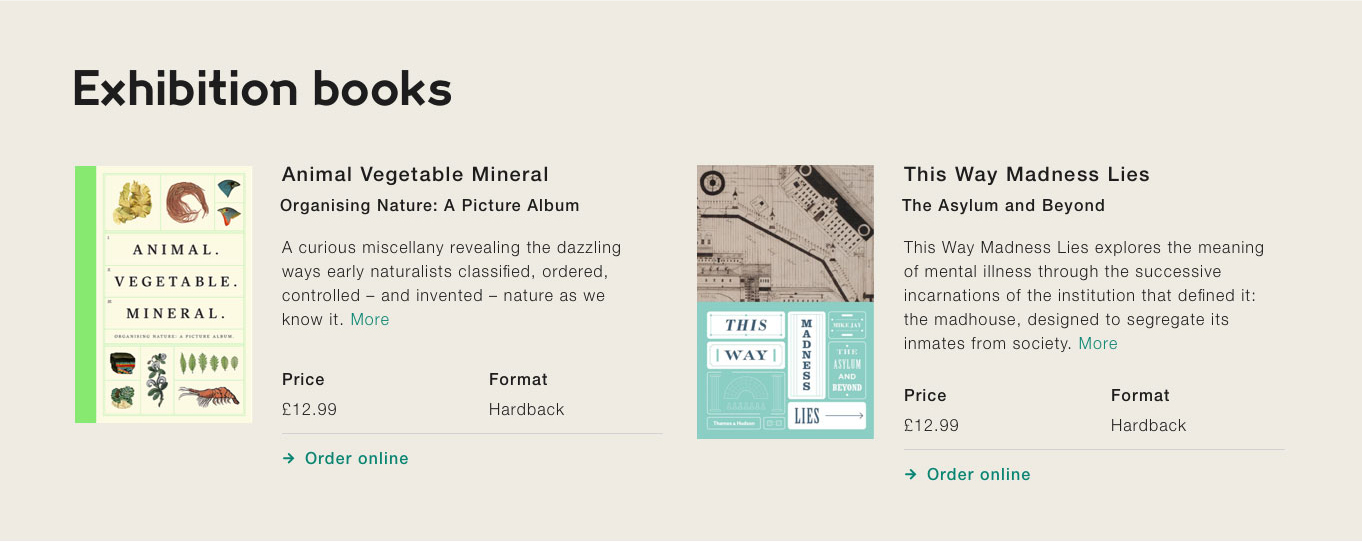 Exhibition books
Animal Vegetable Mineral
Organising Nature: A Picture Album
A curious miscellany revealing the dazzling
ways early naturalists classified, ordered,
controlled – and invented – nature as we
know it. More
Price
Format
£12.99
Hardback
→ Order online
I
ANIMAL.
II
VEGETABLE.
III
MINERAL.
ORGANISING NATURE: A PICTURE ALBUM.
This Way Madness Lies
The Asylum and Beyond
This Way Madness Lies explores the meaning
of mental illness through the successive
incarnations of the institution that defined it:
the madhouse, designed to segregate its
inmates from society. More
Price
Format
£12.99
Hardback
→ Order online
THIS
WAY
MADNESS
LIES
MIKE JAY
THE
ASYLUM
AND
BEYOND
Thames & Hudson